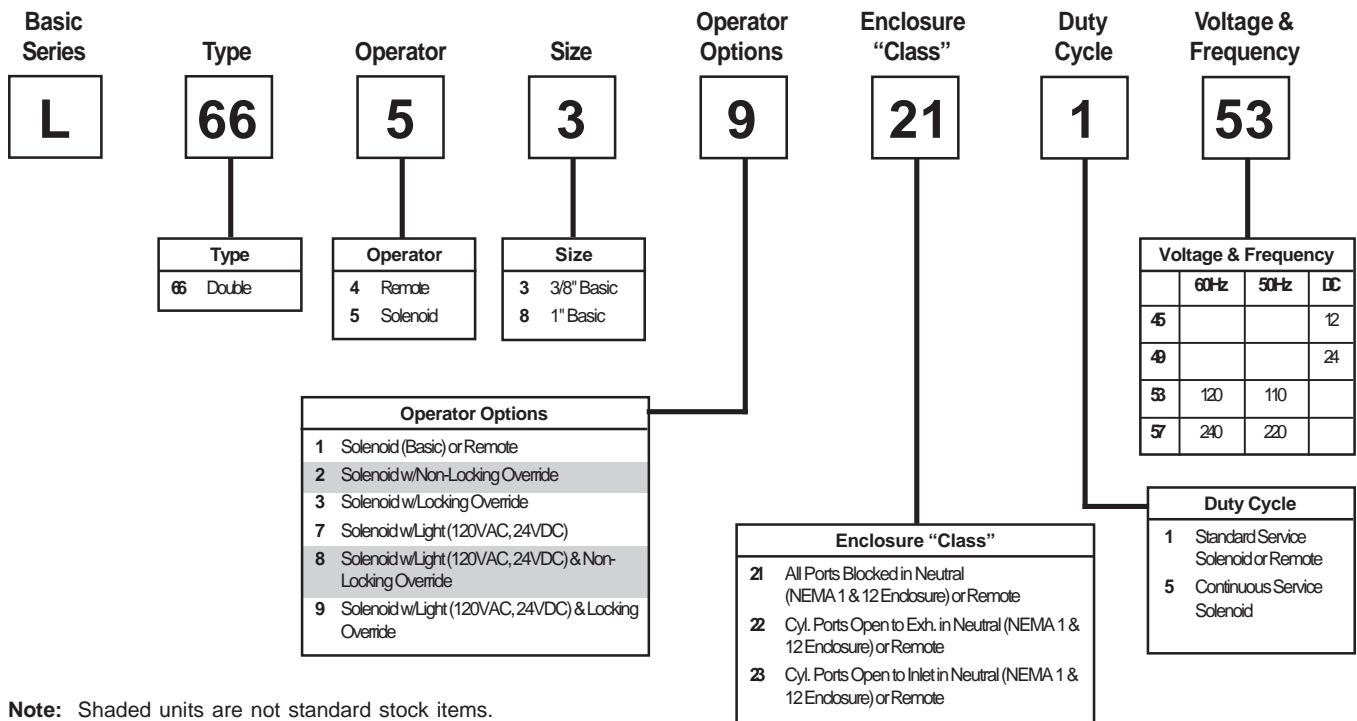 Basic Series
Type
Operator
Size
Operator Options
Enclosure “Class”
Duty Cycle
Voltage & Frequency
L
66
5
3
9
21
1
53
Type
66 Double
Operator
4 Remote
5 Solenoid
Size
3 3/8" Basic
8 1" Basic
Voltage & Frequency
60Hz 50Hz DC
45 12
49 24
53 120 110
57 240 220
Operator Options
1 Solenoid (Basic) or Remote
2 Solenoid w/Non-Locking Override
3 Solenoid w/Locking Override
7 Solenoid w/Light (120VAC, 24VDC)
8 Solenoid w/Light (120VAC, 24VDC) & Non-
Locking Override
9 Solenoid w/Light (120VAC, 24VDC) & Locking
Override
Enclosure “Class”
21 All Ports Blocked in Neutral
(NEMA 1 & 12 Enclosure) or Remote
22 Cyl. Ports Open to Exh. in Neutral (NEMA 1 &
12 Enclosure) or Remote
23 Cyl. Ports Open to Inlet in Neutral (NEMA 1 &
12 Enclosure) or Remote
Duty Cycle
1 Standard Service
Solenoid or Remote
5 Continuous Service
Solenoid
Note: Shaded units are not standard stock items.